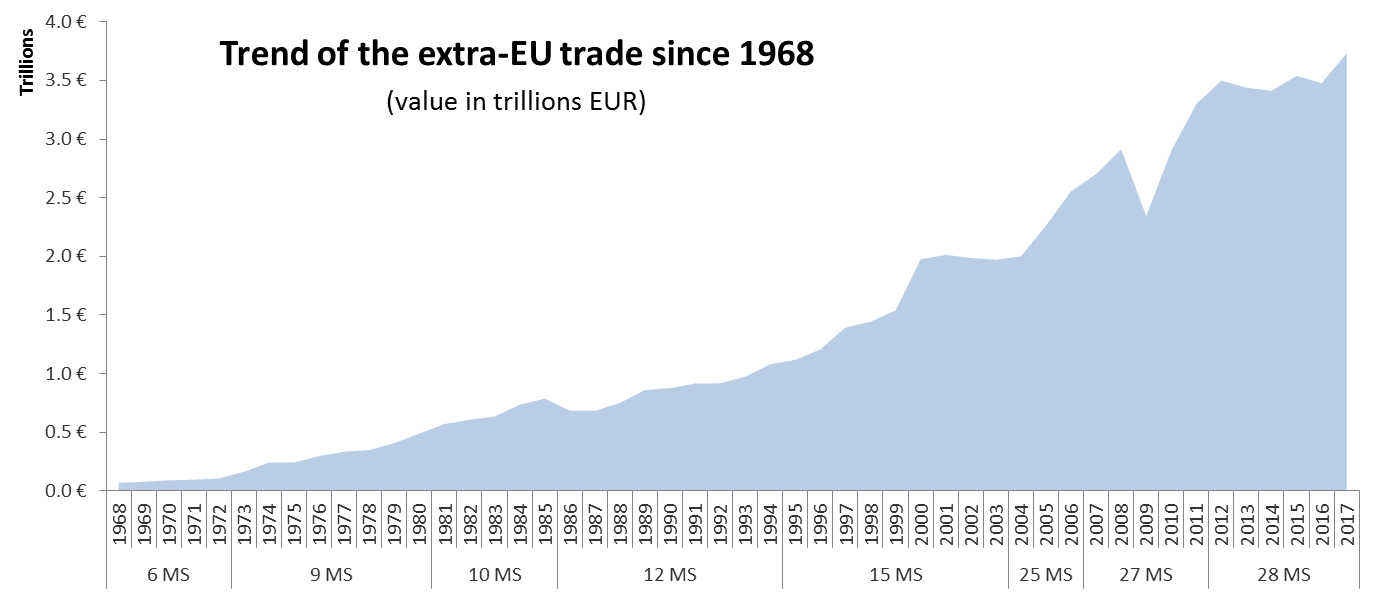 Trend of the extra-EU trade since 1968
(value in trillions EUR)
Trillions
4.0 €
3.5 €
3.0 €
2.5 €
2.0 €
1.5 €
1.0 €
0.5 €
0.0 €
1968 1969 1970 1971 1972 1973 1974 1975 1976 1977 1978 1979 1980 1981 1982 1983 1984 1985 1986 1987 1988 1989 1990 1991 1992 1993 1994 1995 1996 1997 1998 1999 2000 2001 2002 2003 2004 2005 2006 2007 2008 2009 2010 2011 2012 2013 2014 2015 2016 2017
6 MS 9 MS 10 MS 12 MS 15 MS 25 MS 27 MS 28 MS